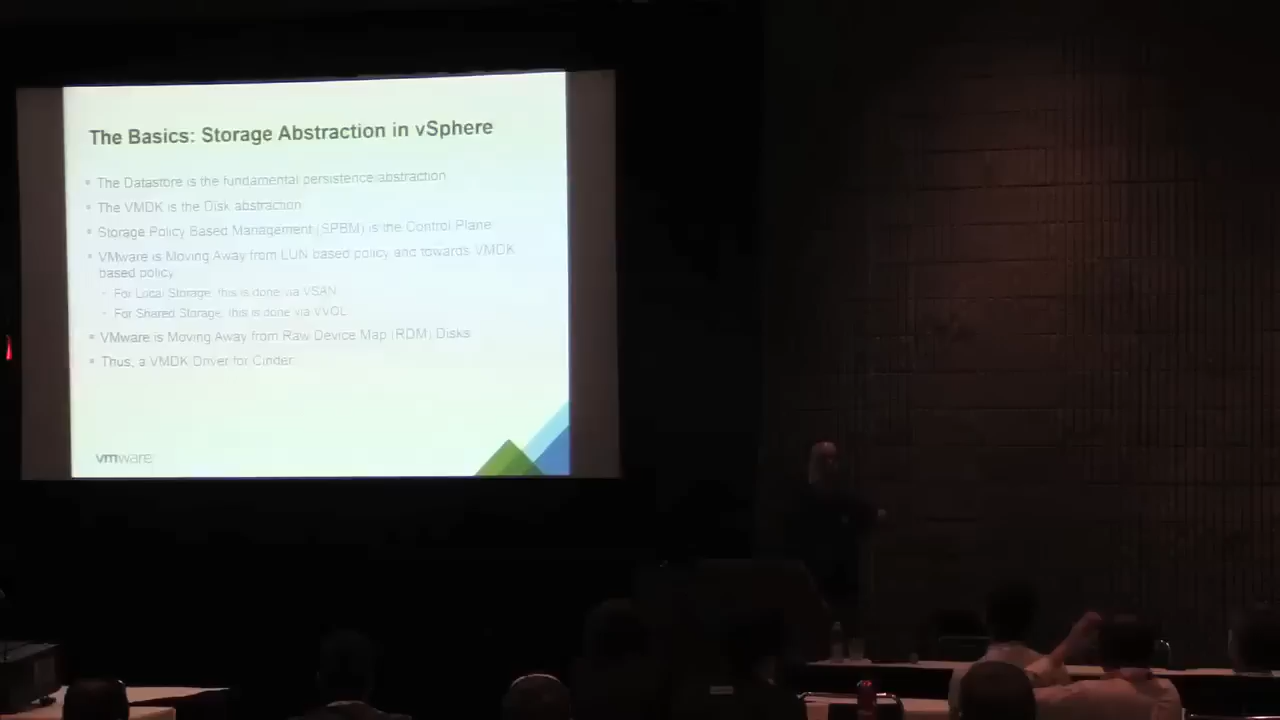 The Basics: Storage Abstraction in vSphere
The Datastore is the fundamental persistence abstraction
The VMDK is the Disk abstraction
Storage Policy Based Management (SPBM) is the Control Plane
VMware is Moving Away from LUN based policy and towards VMDK
based policy
For Local Storage, this is done via VSAN
For Shared Storage, this is done via VVOL
VMware is Moving Away from Raw Device Map (RDM) Disks
Thus, a VMDK Driver for Cinder
vmware